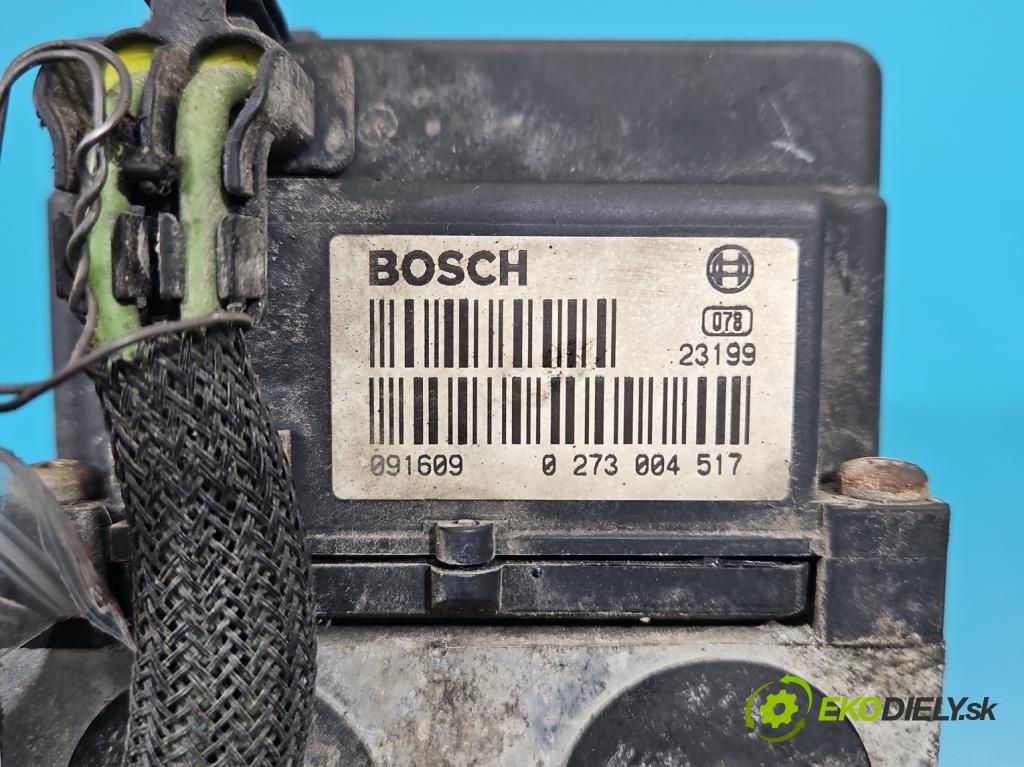 BOSCH
078
23199
091609 0 273 004 517
EKODIELY.sk